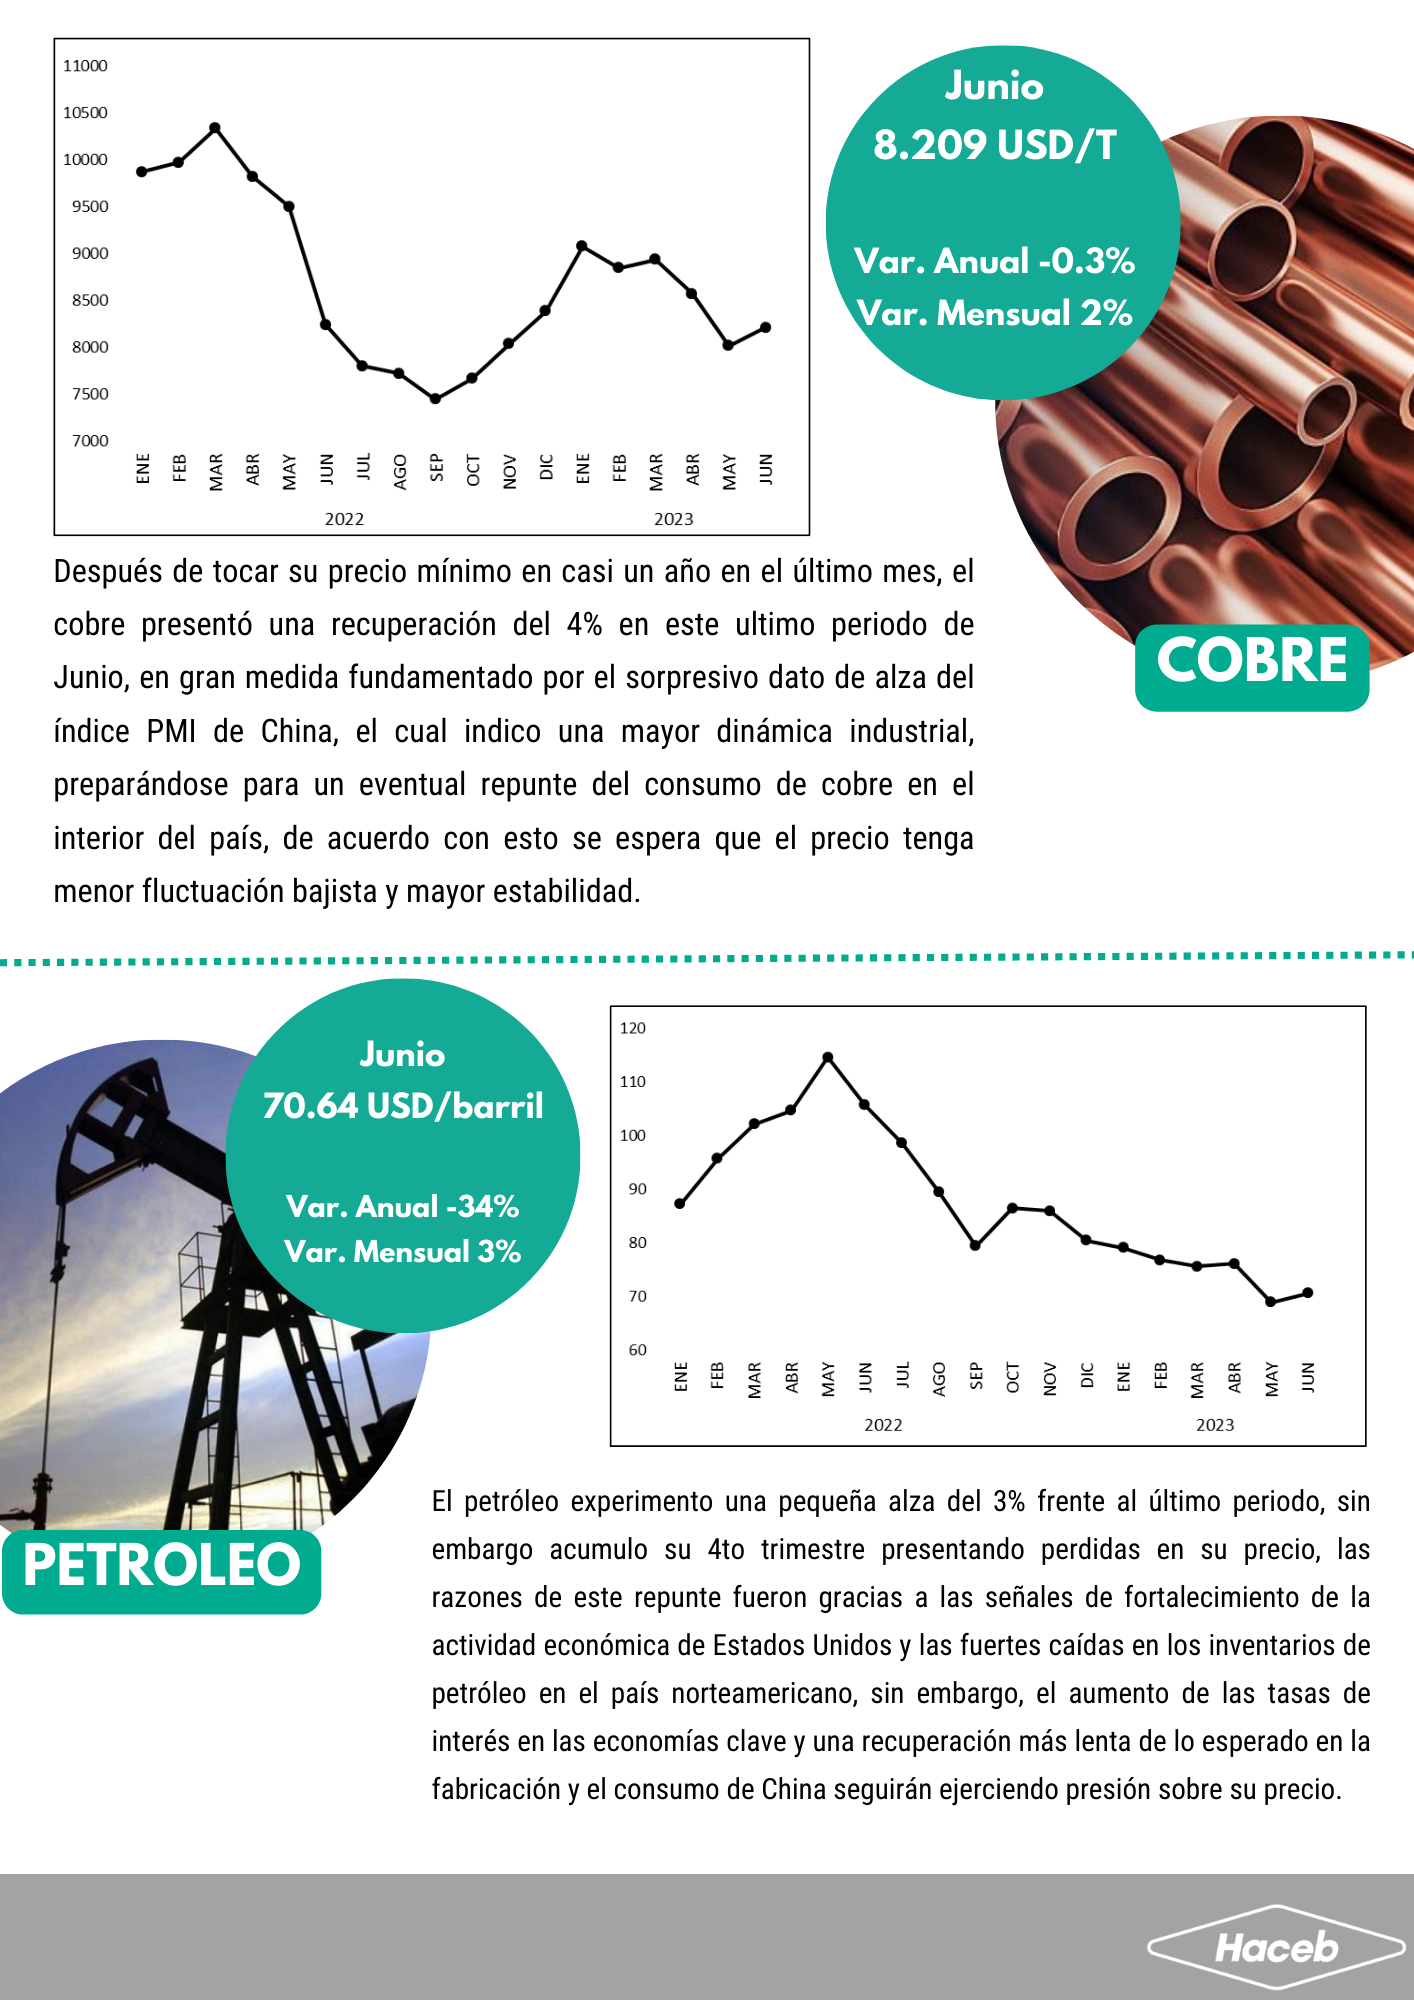 11000
10500
10000
9500
9000
8500
8000
7500
7000
ENE FEB MAR ABR MAY JUN JUL AGO SEP OCT NOV DIC ENE FEB MAR ABR MAY JUN
2022 2023
Junio
8.209 USD/T
Var. Anual -0.3%
Var. Mensual 2%
COBRE
Después de tocar su precio mínimo en casi un año en el último mes, el
cobre presentó una recuperación del 4% en este ultimo periodo de
Junio, en gran medida fundamentado por el sorpresivo dato de alza del
índice PMI de China, el cual indico una mayor dinámica industrial,
preparándose para un eventual repunte del consumo de cobre en el
interior del país, de acuerdo con esto se espera que el precio tenga
menor fluctuación bajista y mayor estabilidad.
Junio
70.64 USD/barril
Var. Anual -34%
Var. Mensual 3%
PETROLEO
120
110
100
90
80
70
60
ENE FEB MAR ABR MAY JUN JUL AGO SEP OCT NOV DIC ENE FEB MAR ABR MAY JUN
2022 2023
El petróleo experimento una pequeña alza del 3% frente al último periodo, sin
embargo acumulo su 4to trimestre presentando perdidas en su precio, las
razones de este repunte fueron gracias a las señales de fortalecimiento de la
actividad económica de Estados Unidos y las fuertes caídas en los inventarios de
petróleo en el país norteamericano, sin embargo, el aumento de las tasas de
interés en las economías clave y una recuperación más lenta de lo esperado en la
fabricación y el consumo de China seguirán ejerciendo presión sobre su precio.
Haceb